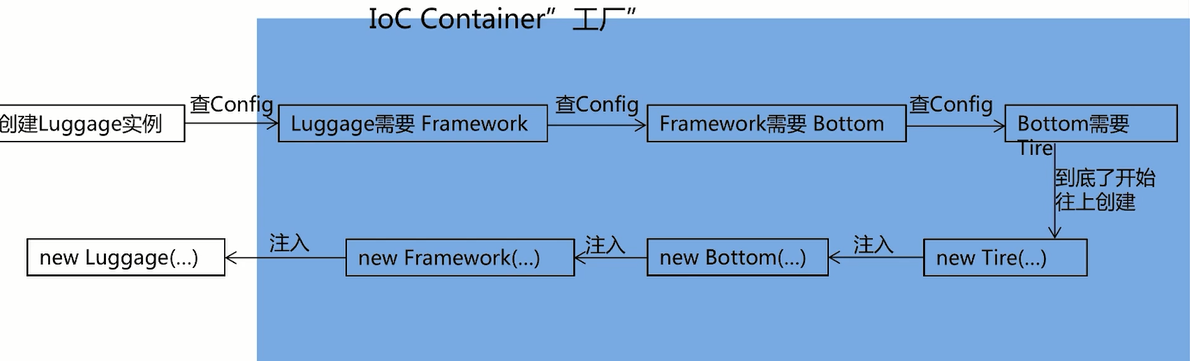 IoC Container”工厂”
创建Luggage实例
查Config
Luggage需要 Framework
查Config
Framework需要 Bottom
查Config
Bottom需要
Tire
到底了开始
往上创建
new Luggage(...)
注入
new Framework(...)
注入
new Bottom(...)
注入
new Tire(...)